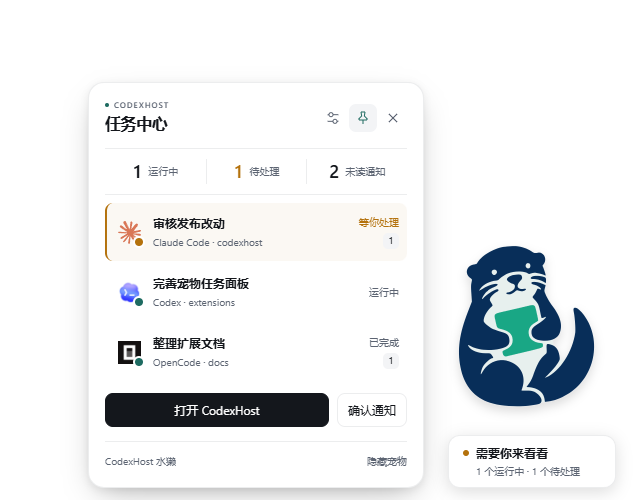 CODEXHOST
任务中心
1 运行中
1 待处理
2 未读通知
审核发布改动
等你处理
Claude Code · codexhost
1
完善宠物任务面板
Codex · extensions
运行中
整理扩展文档
已完成
OpenCode · docs
1
打开 CodexHost
确认通知
CodexHost 水獭
隐藏宠物
需要你来看看
1 个运行中 · 1 个待处理